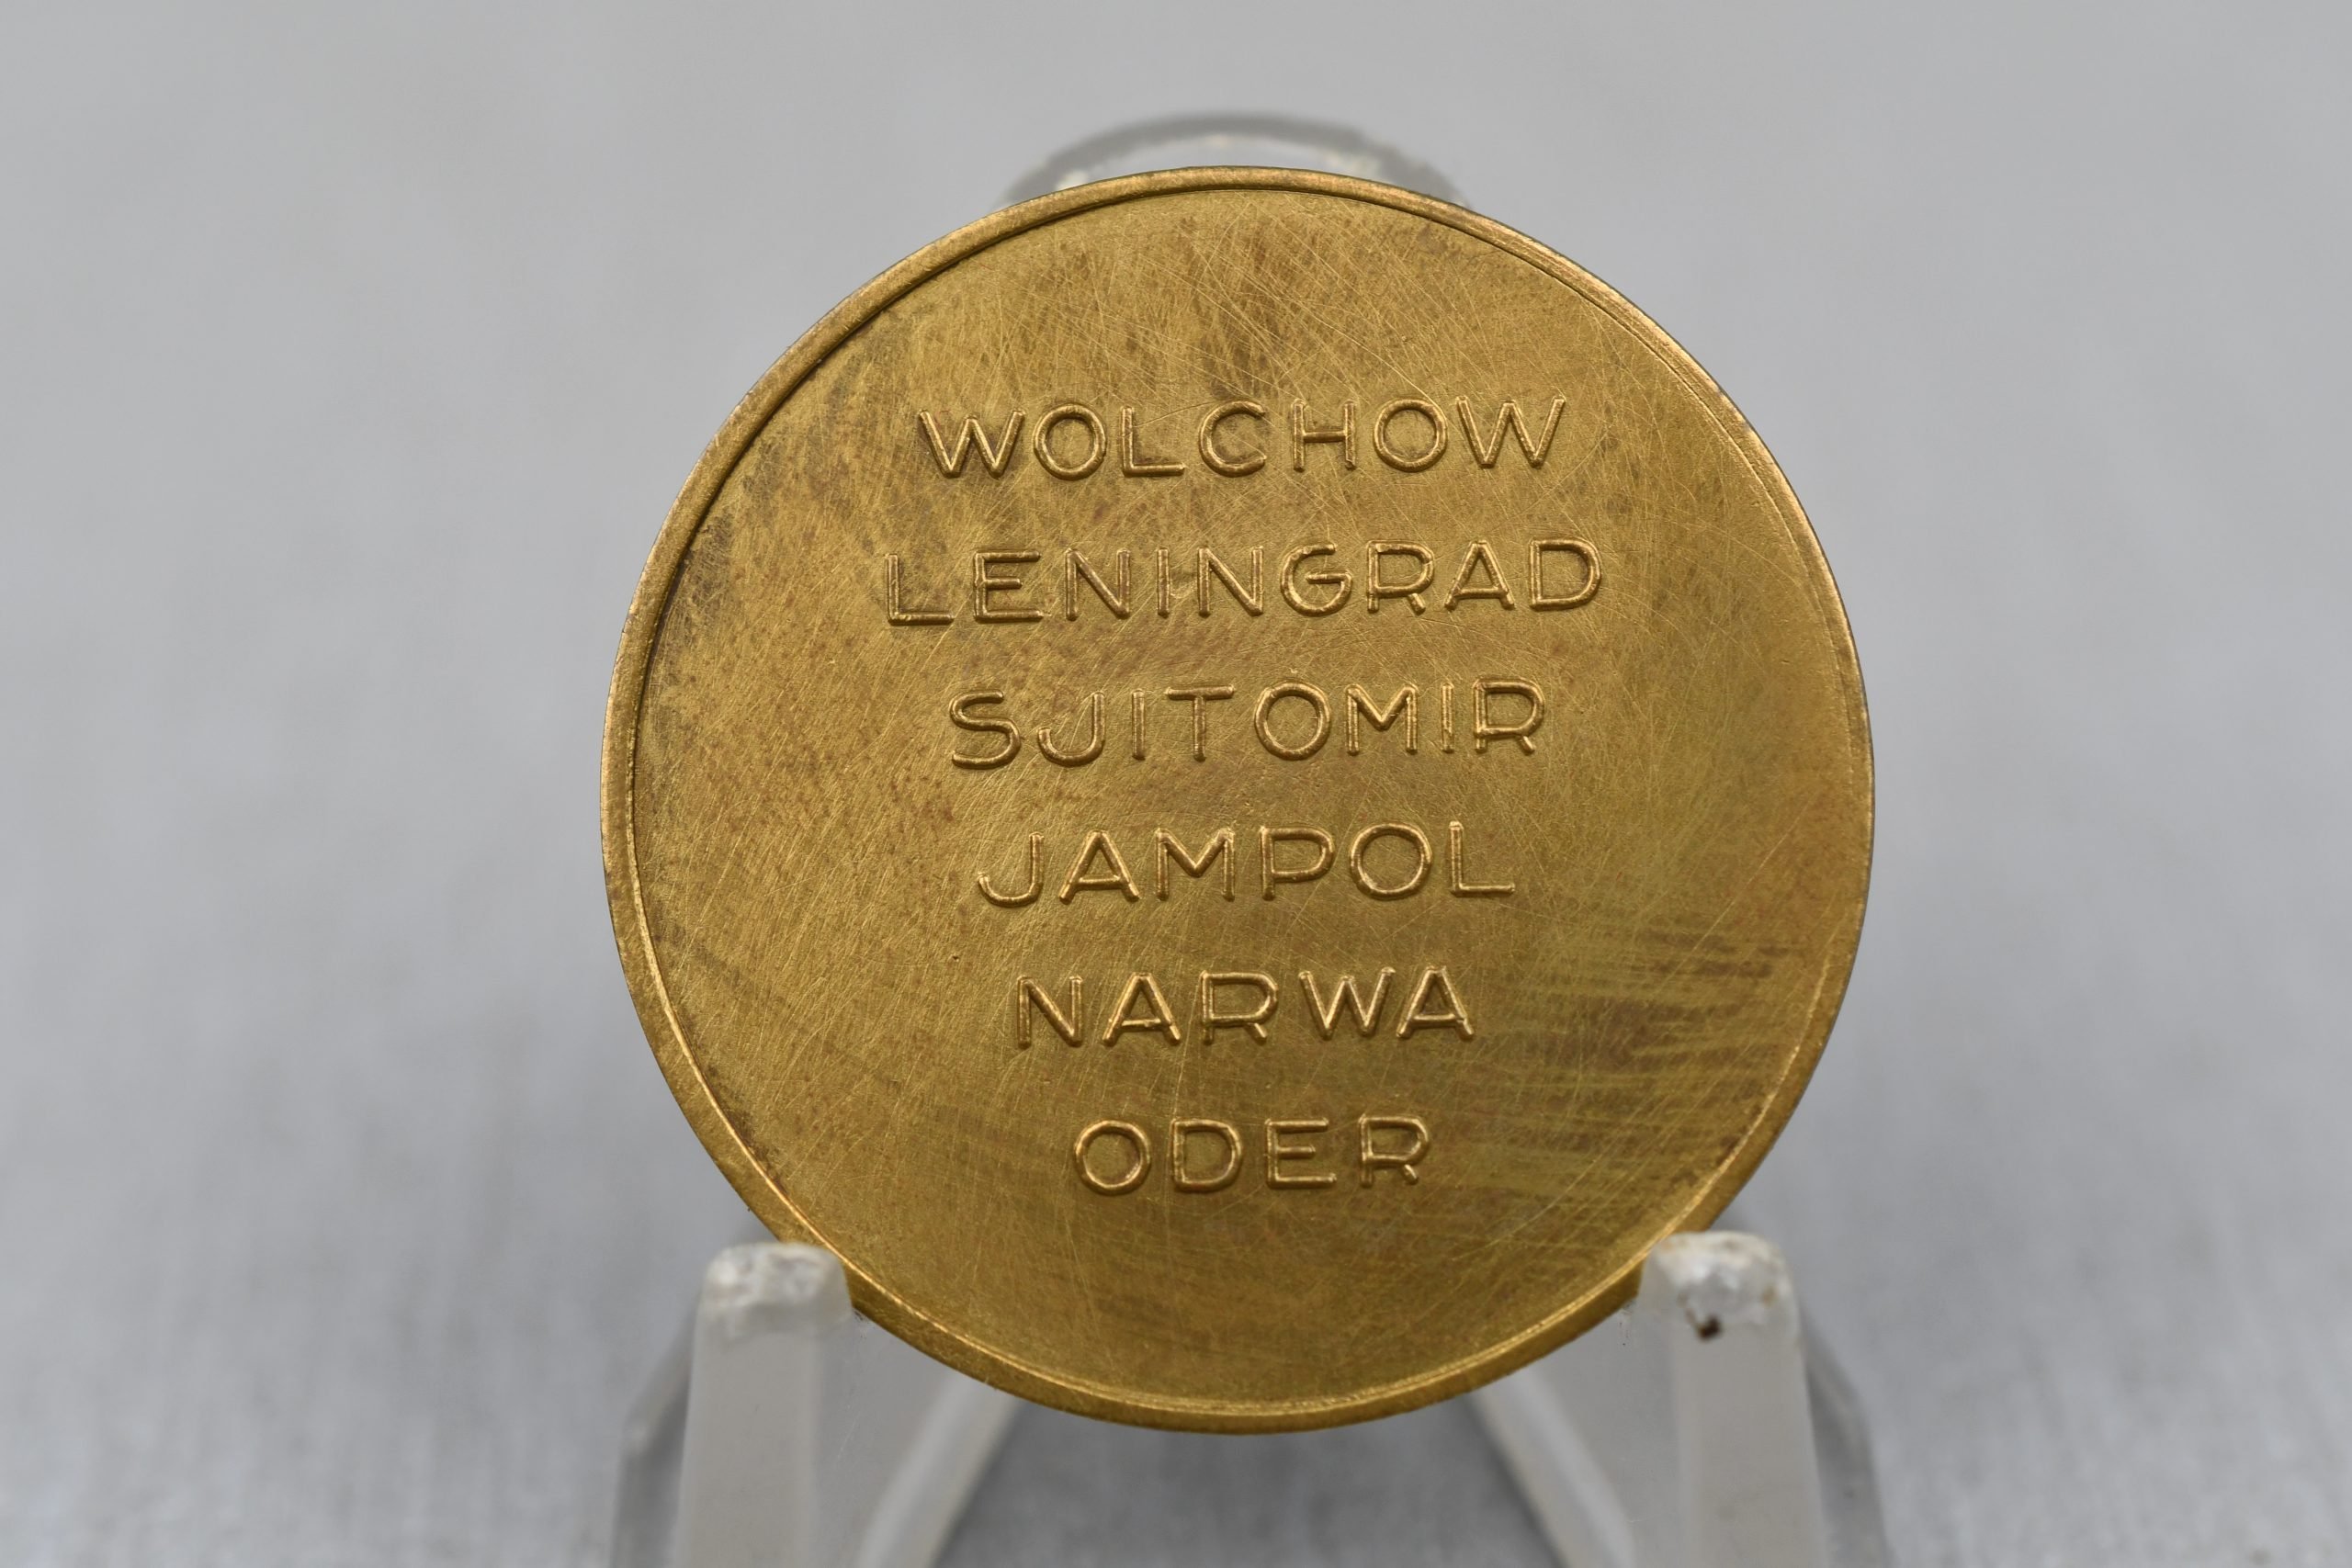 WOLCHOW
LENINGRAD
SJITOMIR
JAMPOL
NARWA
ODER